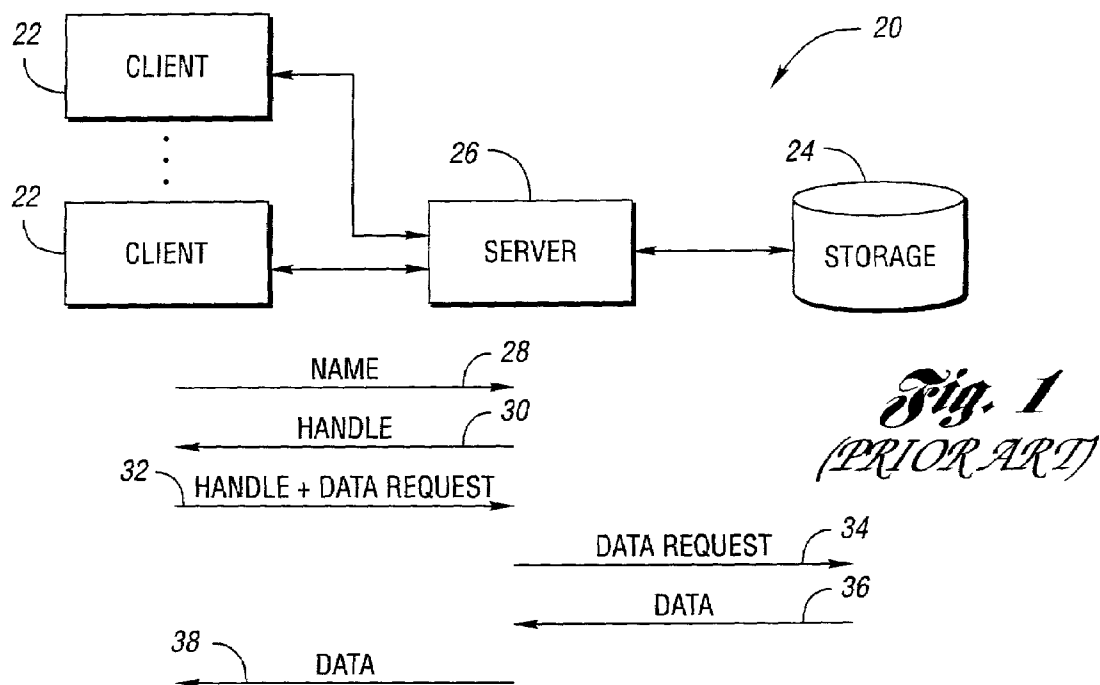 22
CLIENT
20
22
CLIENT
26
SERVER
24
STORAGE
NAME
28
HANDLE
30
32
HANDLE + DATA REQUEST
Fig. 1
(PRIOR ART)
DATA REQUEST
34
DATA
36
38
DATA